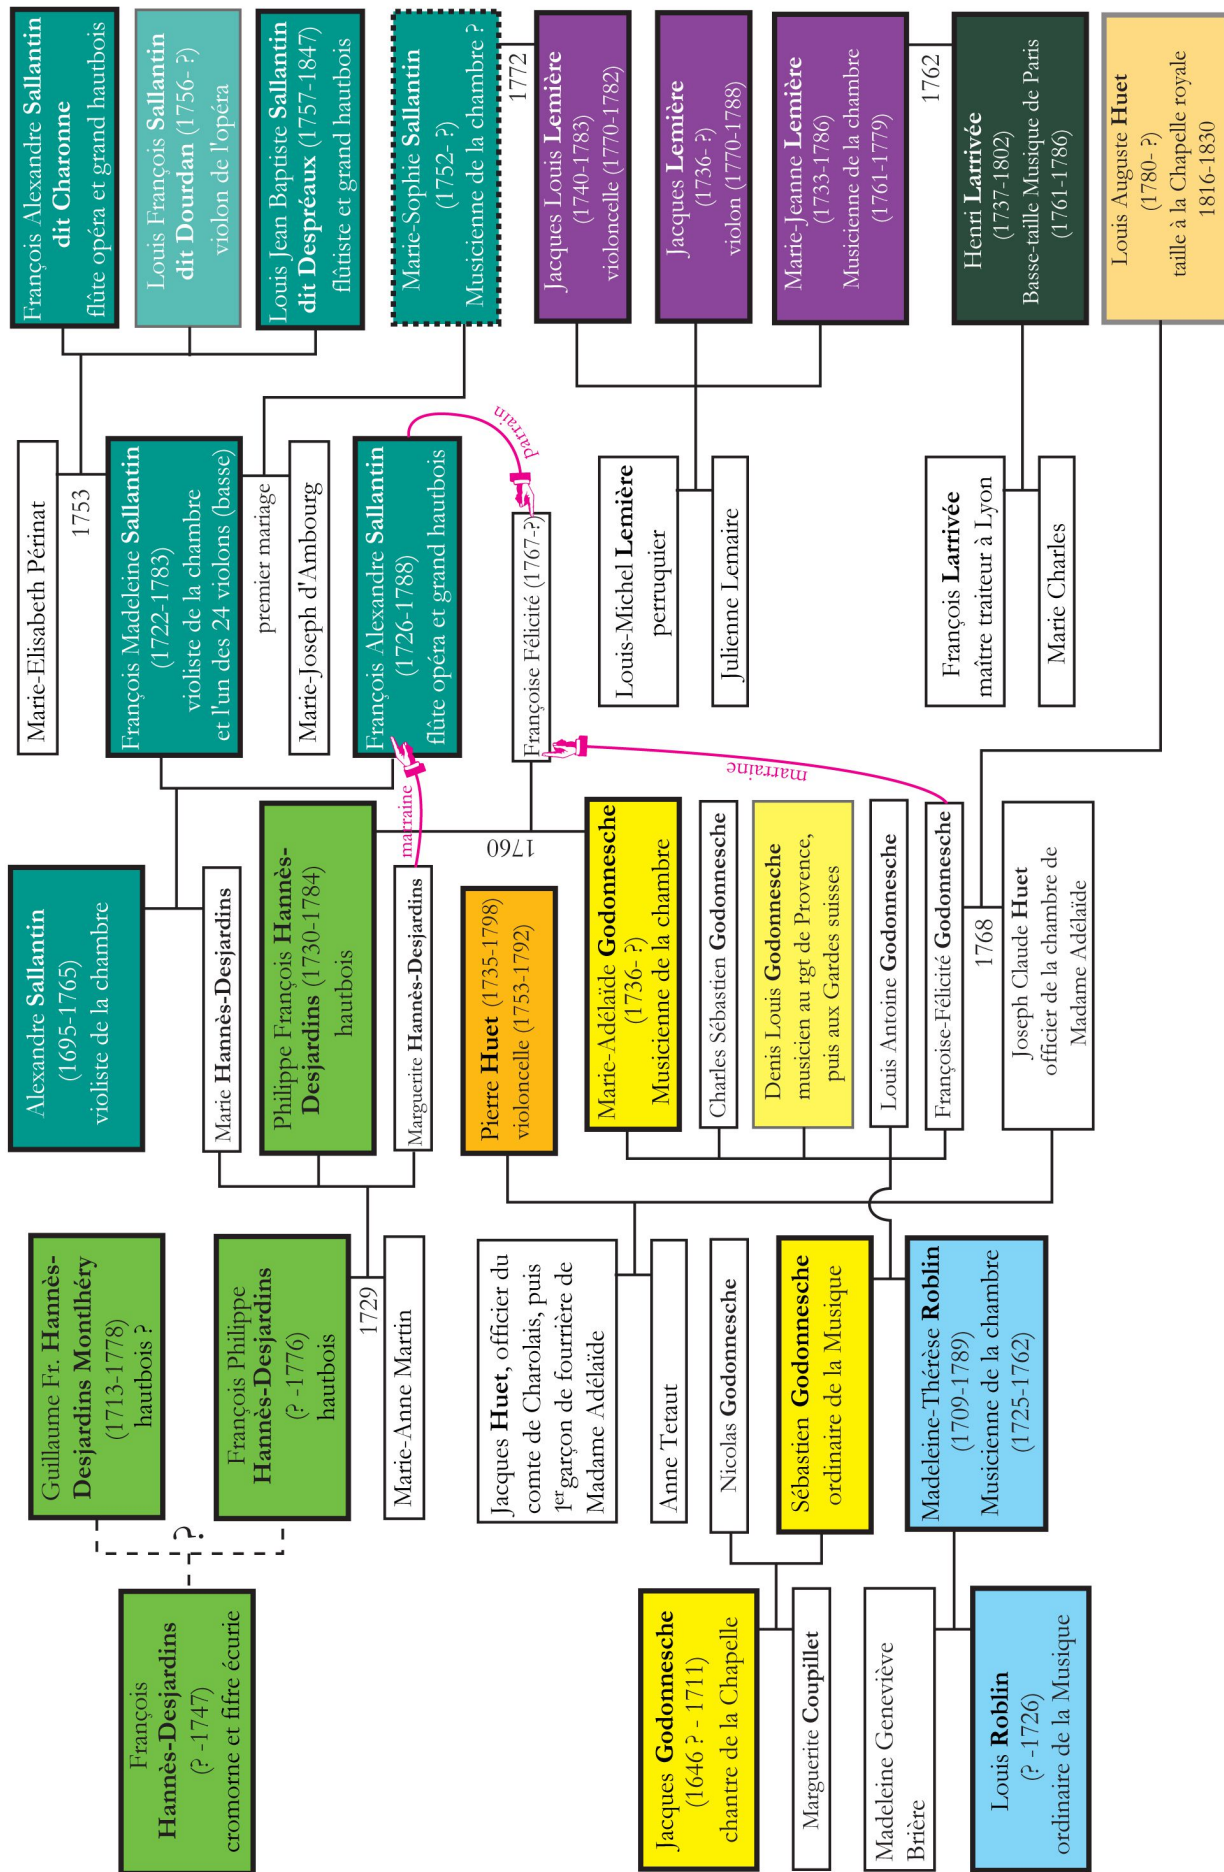 François
Hannès-Desjardins
(? -1747)
cromorne et fifre écurie
Jacques Godonnesche
(1646 ? - 1711)
chantre de la Chapelle
Marguerite Coupillet
Madeleine Geneviève
Brière
Louis Roblin
(? -1726)
ordinaire de la Musique
?
Guillaume Fr. Hannès-
Desjardins Montlhéry
(1713-1778)
hautbois ?
François Philippe
Hannès-Desjardins
(? -1776)
hautbois
1729
Marie-Anne Martin
Jacques Huet, officier du
comte de Charolais, puis
1er garçon de fourrière de
Madame Adélaïde
Anne Tetaut
Nicolas Godonnesche
Sébastien Godonnesche
ordinaire de la Musique
Madeleine-Thérèse Roblin
(1709-1789)
Musicienne de la chambre
(1725-1762)
Alexandre Sallantin
(1695-1765)
violiste de la chambre
Marie Hannès-Desjardins
Philippe François Hannès-
Desjardins (1730-1784)
hautbois
Marguerite Hannès-Desjardins
marraine
1760
Pierre Huet (1735-1798)
violoncelle (1753-1792)
Marie-Adélaïde Godonnesche
(1736- ?)
Musicienne de la chambre
Charles Sébastien Godonnesche
Denis Louis Godonnesche
musicien au rgt de Provence,
puis aux Gardes suisses
Louis Antoine Godonnesche
Françoise-Félicité Godonnesche
1768
Joseph Claude Huet
officier de la chambre de
Madame Adélaïde
Marie-Elisabeth Périnat
1753
François Madeleine Sallantin
(1722-1783)
violiste de la chambre
et l'un des 24 violons (basse)
premier mariage
Marie-Joseph d'Ambourg
François Alexandre Sallantin
(1726-1788)
flûte opéra et grand hautbois
Parrain
Françoise Félicité (1767-?)
marraine
Louis-Michel Lemière
perruquier
Julienne Lemaire
François Larrivée
maître traiteur à Lyon
Marie Charles
François Alexandre Sallantin
dit Charonne
flûte opéra et grand hautbois
Louis François Sallantin
dit Dourdan (1756- ?)
violon de l'opéra
Louis Jean Baptiste Sallantin
dit Despréaux (1757-1847)
flûtiste et grand hautbois
Marie-Sophie Sallantin
(1752- ?)
Musicienne de la chambre ?
1772
Jacques Louis Lemière
(1740-1783)
violoncelle (1770-1782)
Jacques Lemière
(1736- ?)
violon (1770-1788)
Marie-Jeanne Lemière
(1733-1786)
Musicienne de la chambre
(1761-1779)
1762
Henri Larrivée
(1737-1802)
Basse-taille Musique de Paris
(1761-1786)
Louis Auguste Huet
(1780- ?)
taille à la Chapelle royale
1816-1830